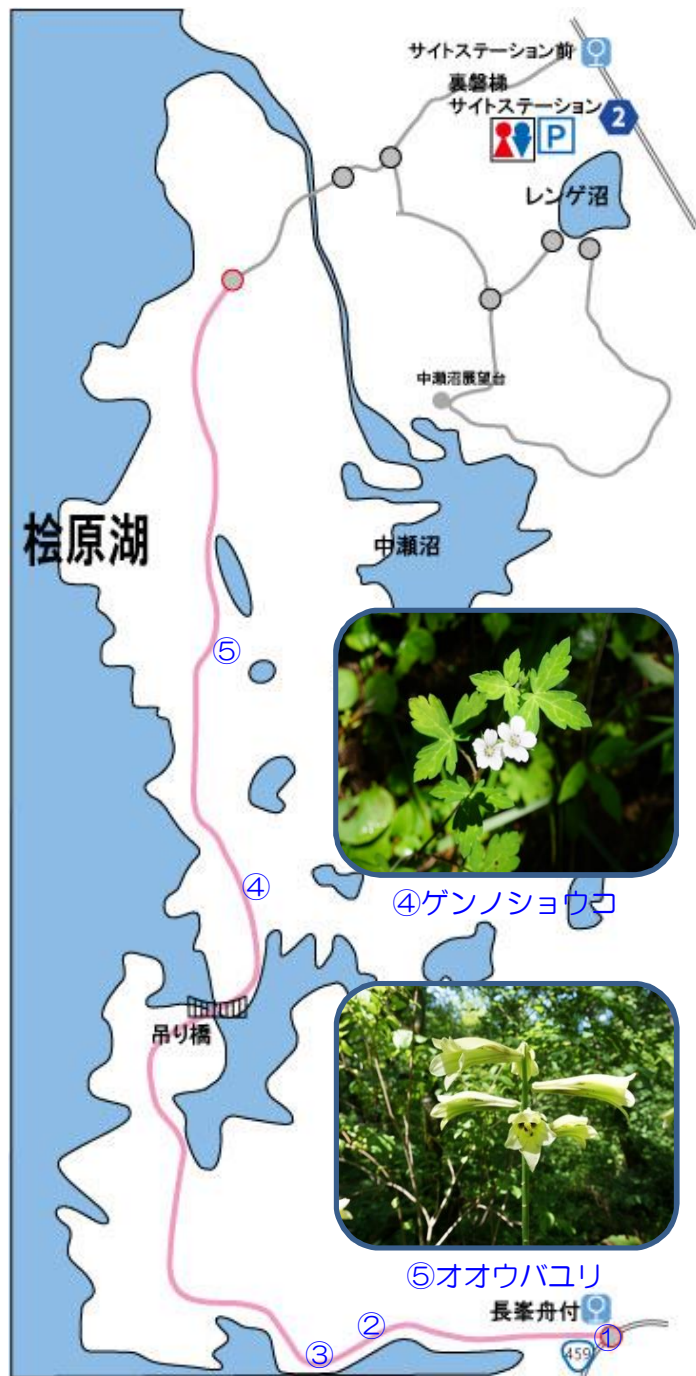 サイトステーション前
裏磐梯
サイトステーション
2
P
レンゲ沼
中瀬沼展望台
桧原湖
中瀬沼
⑤
④
④ゲンノショウコ
吊り橋
⑤オオウバユリ
長峯舟付
①
②
③
459